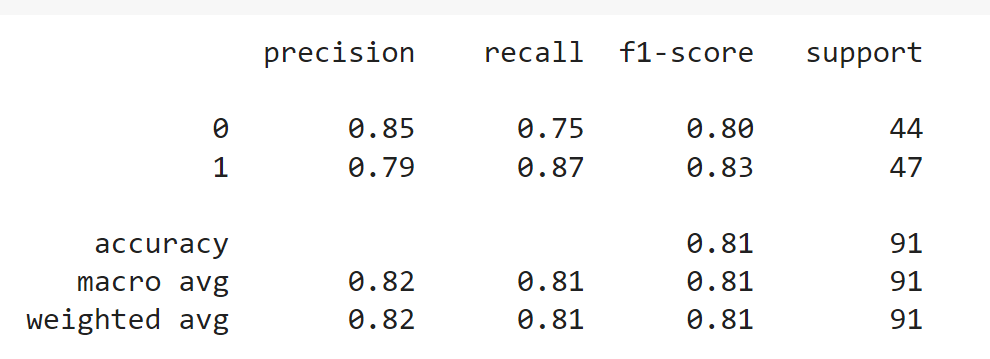 precision recall f1-score support
0 0.85 0.75 0.80 44
1 0.79 0.87 0.83 47
accuracy 0.81 91
macro avg 0.82 0.81 0.81 91
weighted avg 0.82 0.81 0.81 91